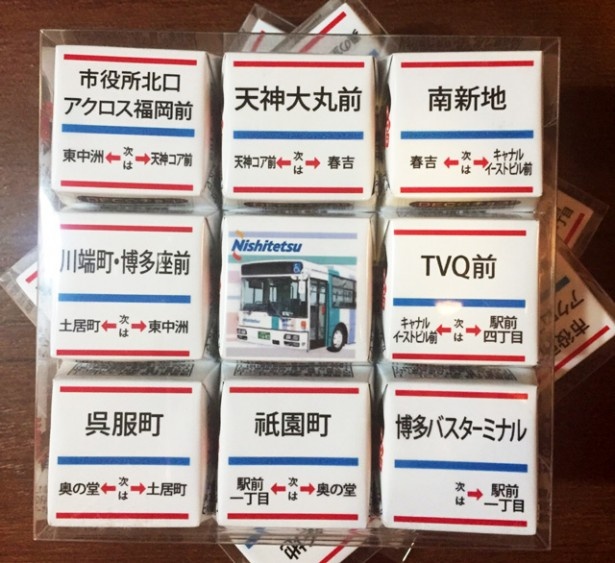 市役所北口
アクロス福岡前
東中洲 次は 天神コア前
天神大丸前
天神コア前 次は 春吉
南新地
春吉 次は キャナルイーストビル前
川端町・博多座前
土居町 次は 東中洲
Nishitetsu
TVQ前
キャナルイーストビル前 次は 駅前四丁目
呉服町
奥の堂 次は 土居町
祇園町
駅前一丁目 次は 奥の堂
博多バスターミナル
次は 駅前一丁目